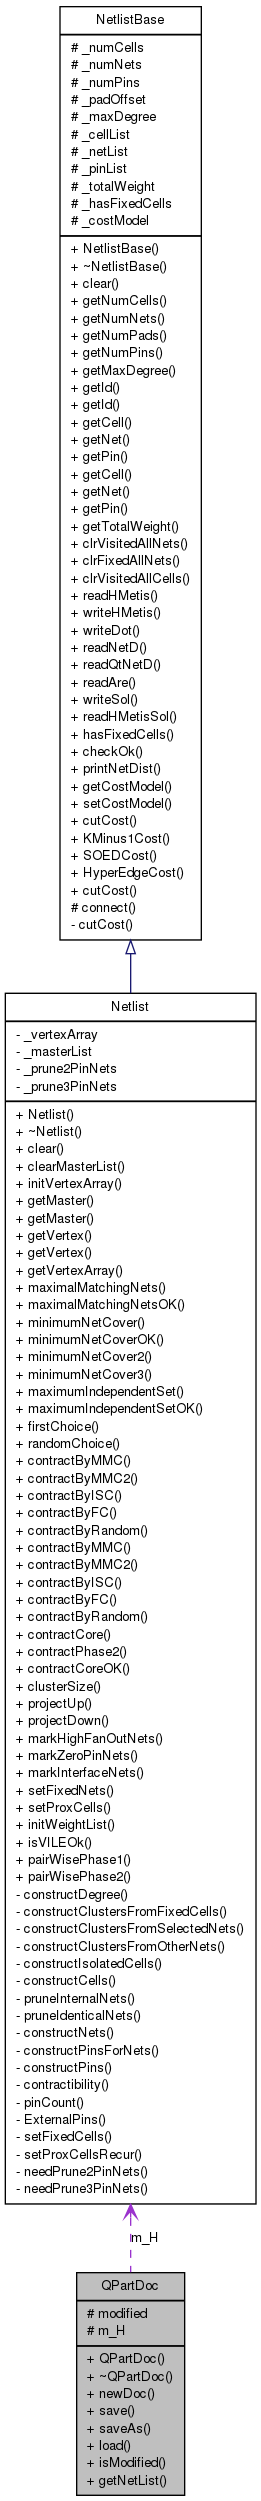 NetlistBase
# _numCells
# _numNets
# _numPins
# _padOffset
# _maxDegree
# _cellList
# _netList
# _pinList
# _totalWeight
# _hasFixedCells
# _costModel
+ NetlistBase()
+ ~NetlistBase()
+ clear()
+ getNumCells()
+ getNumNets()
+ getNumPads()
+ getNumPins()
+ getMaxDegree()
+ getId()
+ getId()
+ getCell()
+ getNet()
+ getPin()
+ getCell()
+ getNet()
+ getPin()
+ getTotalWeight()
+ clrVisitedAllNets()
+ clrFixedAllNets()
+ clrVisitedAllCells()
+ readHMetis()
+ writeHMetis()
+ writeDot()
+ readNetD()
+ readQtNetD()
+ readAre()
+ writeSol()
+ readHMetisSol()
+ hasFixedCells()
+ checkOk()
+ printNetDist()
+ getCostModel()
+ setCostModel()
+ cutCost()
+ KMinus1Cost()
+ SOEDCost()
+ HyperEdgeCost()
+ cutCost()
# connect()
- cutCost()
Netlist
- _vertexArray
- _masterList
- _prune2PinNets
- _prune3PinNets
+ Netlist()
+ ~Netlist()
+ clear()
+ clearMasterList()
+ initVertexArray()
+ getMaster()
+ getMaster()
+ getVertex()
+ getVertex()
+ getVertexArray()
+ maximalMatchingNets()
+ maximalMatchingNetsOK()
+ minimumNetCover()
+ minimumNetCoverOK()
+ minimumNetCover2()
+ minimumNetCover3()
+ maximumIndependentSet()
+ maximumIndependentSetOK()
+ firstChoice()
+ randomChoice()
+ contractByMMC()
+ contractByMMC2()
+ contractByISC()
+ contractByFC()
+ contractByRandom()
+ contractByMMC()
+ contractByMMC2()
+ contractByISC()
+ contractByFC()
+ contractByRandom()
+ contractCore()
+ contractPhase2()
+ contractCoreOK()
+ clusterSize()
+ projectUp()
+ projectDown()
+ markHighFanOutNets()
+ markZeroPinNets()
+ markInterfaceNets()
+ setFixedNets()
+ setProxCells()
+ initWeightList()
+ isVILEOk()
+ pairWisePhase1()
+ pairWisePhase2()
- constructDegree()
- constructClustersFromFixedCells()
- constructClustersFromSelectedNets()
- constructClustersFromOtherNets()
- constructIsolatedCells()
- constructCells()
- pruneInternalNets()
- pruneIdenticalNets()
- constructNets()
- constructPinsForNets()
- constructPins()
- contractibility()
- pinCount()
- ExternalPins()
- setFixedCells()
- setProxCellsRecur()
- needPrune2PinNets()
- needPrune3PinNets()
m_H
QPartDoc
# modified
# m_H
+ QPartDoc()
+ ~QPartDoc()
+ newDoc()
+ save()
+ saveAs()
+ load()
+ isModified()
+ getNetList()